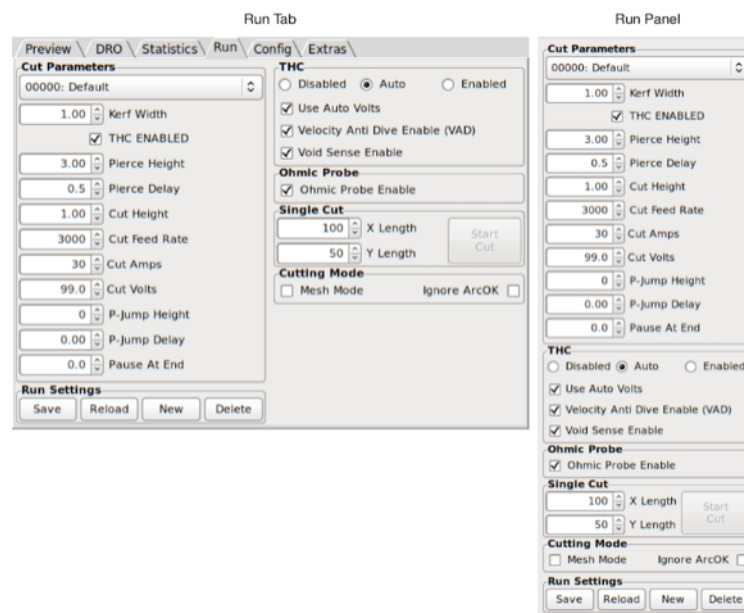 Run Tab
Preview DRO Statistics Run Config Extras
Cut Parameters
00000: Default
1.00 Kerf Width
THC ENABLED
3.00 Pierce Height
0.5 Pierce Delay
1.00 Cut Height
3000 Cut Feed Rate
30 Cut Amps
99.0 Cut Volts
0 P-Jump Height
0.00 P-Jump Delay
0.0 Pause At End
Run Settings
Save Reload New Delete
THC
Disabled Auto Enabled
Use Auto Volts
Velocity Anti Dive Enable (VAD)
Void Sense Enable
Ohmic Probe
Ohmic Probe Enable
Single Cut
100 X Length
50 Y Length
Start
Cut
Cutting Mode
Mesh Mode Ignore ArcOK
Run Panel
Cut Parameters
00000: Default
1.00 Kerf Width
THC ENABLED
3.00 Pierce Height
0.5 Pierce Delay
1.00 Cut Height
3000 Cut Feed Rate
30 Cut Amps
99.0 Cut Volts
0 P-Jump Height
0.00 P-Jump Delay
0.0 Pause At End
THC
Disabled Auto Enabled
Use Auto Volts
Velocity Anti Dive Enable (VAD)
Void Sense Enable
Ohmic Probe
Ohmic Probe Enable
Single Cut
100 X Length
50 Y Length
Start
Cut
Cutting Mode
Mesh Mode Ignore ArcOK
Run Settings
Save Reload New Delete